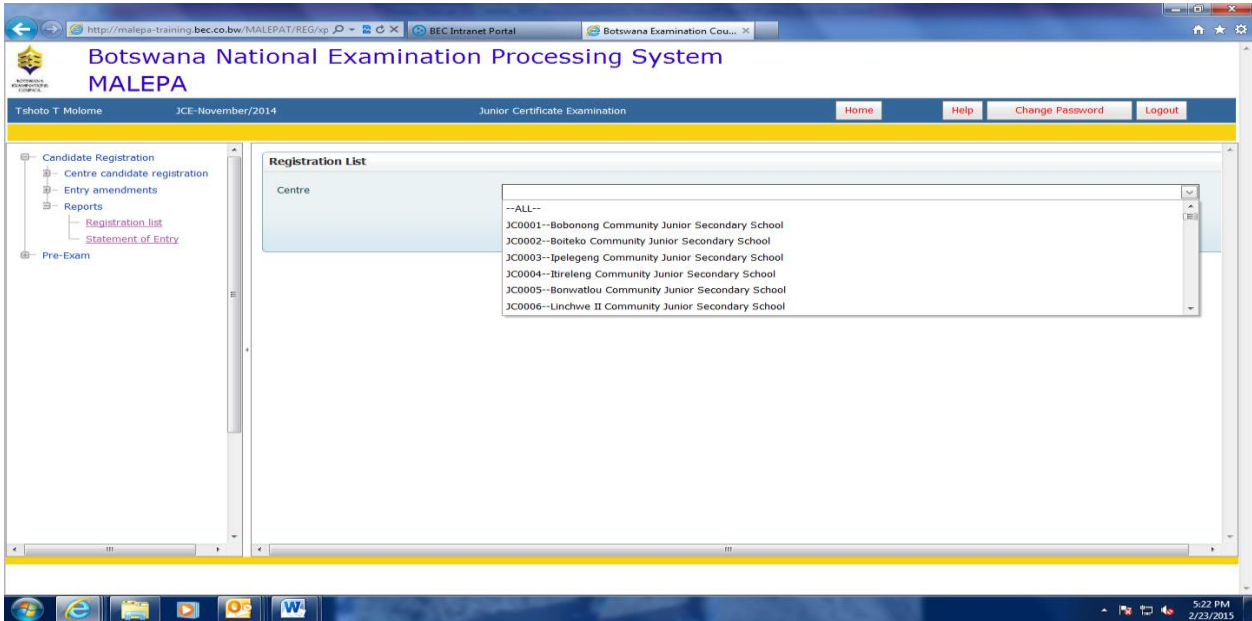 http://malepa-training.bec.co.bw/MALEPAT/REG/xp
BEC Intranet Portal
Botswana Examination Cou...
Botswana National Examination Processing System
MALEPA
BOTSWANA
EXAMINATIONS
COUNCIL
Tshoto T Molome JCE-November/2014 Junior Certificate Examination Home Help Change Password Logout
Candidate Registration
Centre candidate registration
Entry amendments
Reports
Registration list
Statement of Entry
Pre-Exam
Registration List
Centre
--ALL--
JC0001--Bobonong Community Junior Secondary School
JC0002--Boiteko Community Junior Secondary School
JC0003--Ipelegeng Community Junior Secondary School
JC0004--Itireleng Community Junior Secondary School
JC0005--Bonwatlou Community Junior Secondary School
JC0006--Linchwe II Community Junior Secondary School
5:22 PM
2/23/2015